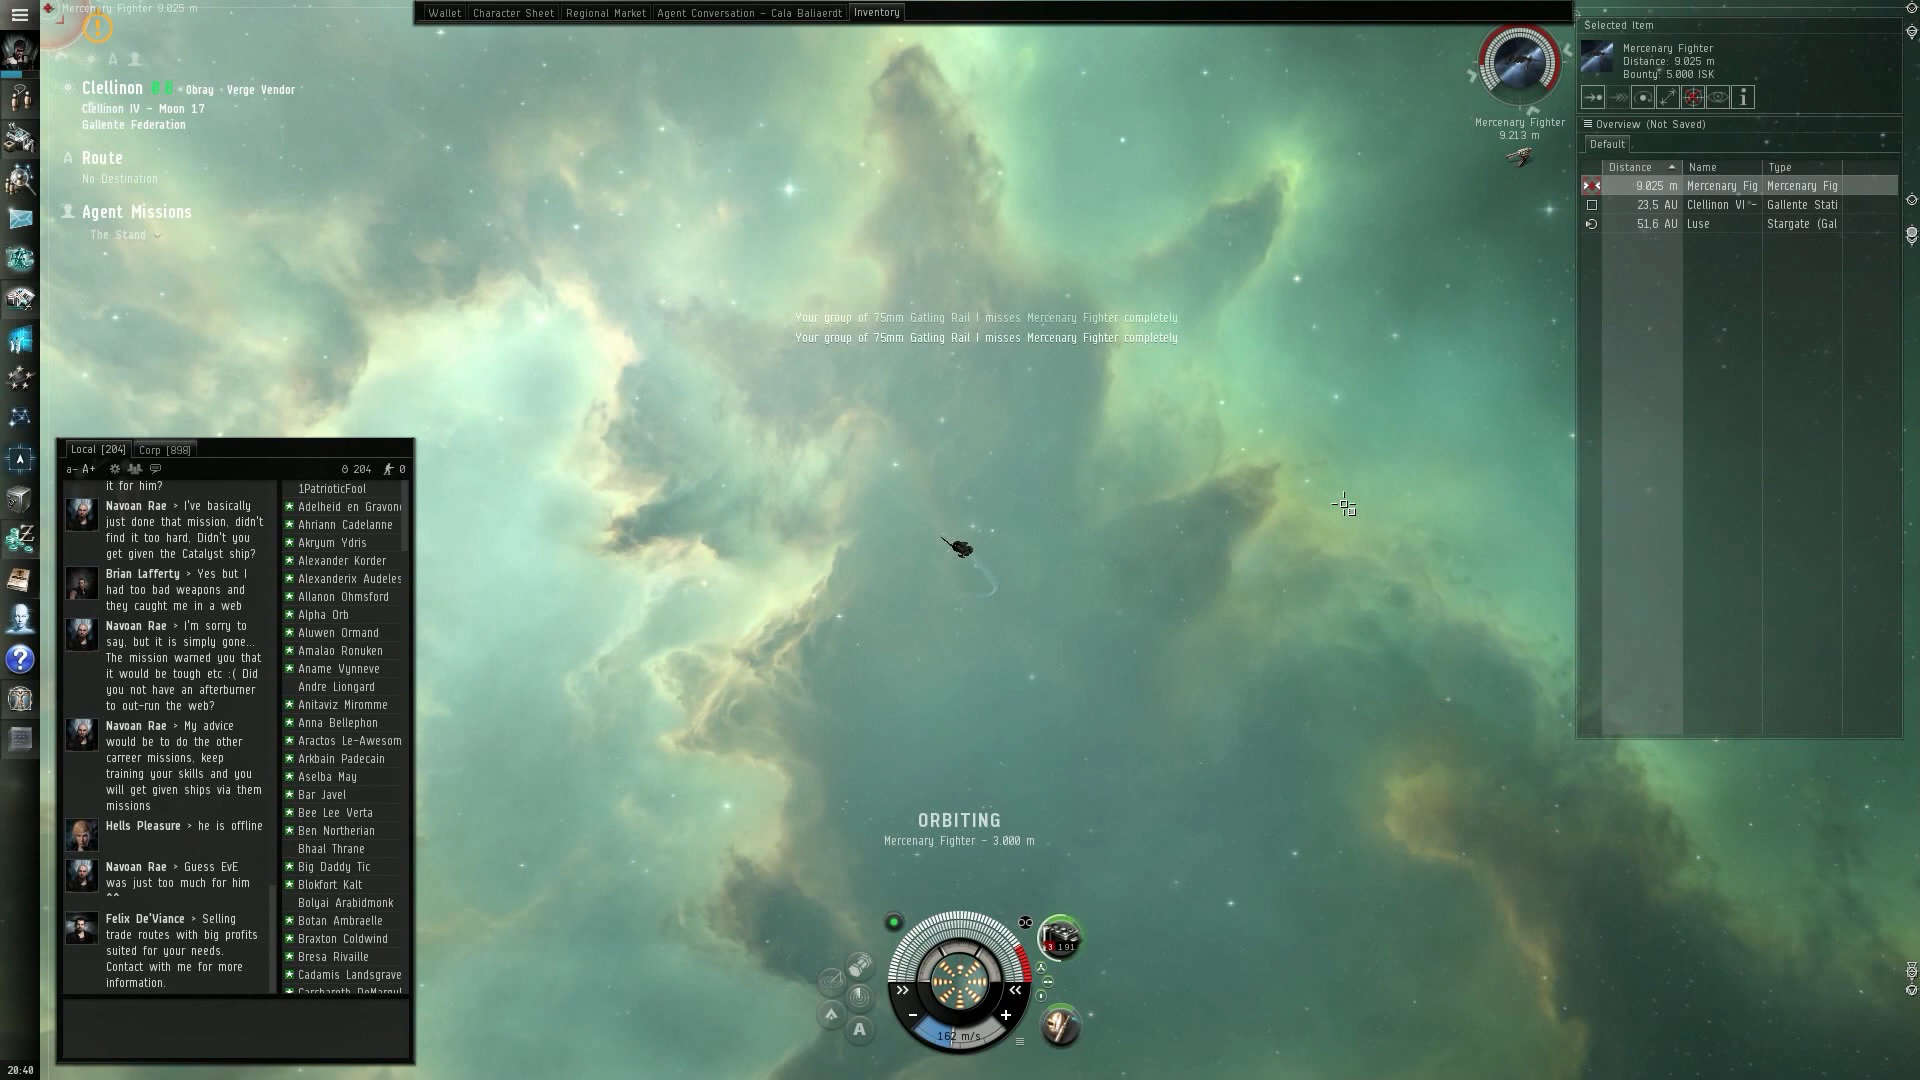 Mercenary Fighter 9.025 m
Wallet
Character Sheet
Regional Market
Agent Conversation - Cala Baliaerdt
Inventory
Clellinon 0.8 ‹ Obray ‹ Verge Vendor
Clellinon IV - Moon 17
Gallente Federation
Route
No Destination
Agent Missions
The Stand
Mercenary Fighter
9.213 m
Selected Item
Mercenary Fighter
Distance: 9.025 m
Bounty: 5.000 ISK
Overview (Not Saved)
Default
Distance Name Type
9.025 m Mercenary Fig Mercenary Fig
23,5 AU Clellinon VI - Gallente Stati
51,6 AU Luse Stargate (Gal
Your group of 75mm Gatling Rail I misses Mercenary Fighter completely
Your group of 75mm Gatling Rail I misses Mercenary Fighter completely
Local [204]
Corp [898]
a- A+
204
0
it for him?
Navoan Rae > I've basically
just done that mission, didn't
find it too hard, Didn't you
get given the Catalyst ship?
Brian Lafferty > Yes but I
had too bad weapons and
they caught me in a web
Navoan Rae > I'm sorry to
say, but it is simply gone...
The mission warned you that
it would be tough etc :( Did
you not have an afterburner
to out-run the web?
Navoan Rae > My advice
would be to do the other
carreer missions, keep
training your skills and you
will get given ships via them
missions
Hells Pleasure > he is offline
Navoan Rae > Guess EvE
was just too much for him
^^
Felix De'Viance > Selling
trade routes with big profits
suited for your needs.
Contact with me for more
information.
1PatrioticFool
Adelheid en Gravon
Ahriann Cadelanne
Akryum Ydris
Alexander Korder
Alexanderix Audeles
Allanon Ohmsford
Alpha Orb
Aluwen Ormand
Amalao Ronuken
Aname Vynneve
Andre Liongard
Anitaviz Miromme
Anna Bellephon
Aractos Le-Awesom
Arkbain Padecain
Aselba May
Bar Javel
Bee Lee Verta
Ben Northerian
Bhaal Thrane
Big Daddy Tic
Blokfort Kalt
Bolyai Arabidmonk
Botan Ambraelle
Braxton Coldwind
Bresa Rivaille
Cadamis Landsgrave
ORBITING
Mercenary Fighter - 3.000 m
191
162 m/s
A
20:40